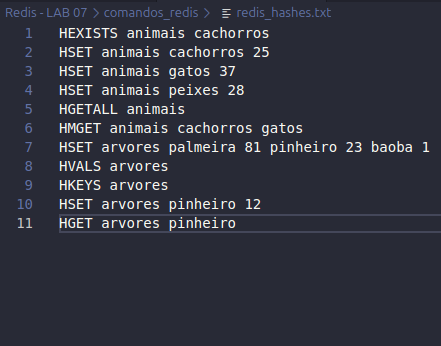 Redis - LAB 07 > comandos_redis > redis_hashes.txt
1 HEXISTS animais cachorros
2 HSET animais cachorros 25
3 HSET animais gatos 37
4 HSET animais peixes 28
5 HGETALL animais
6 HMGET animais cachorros gatos
7 HSET arvores palmeira 81 pinheiro 23 baoba 1
8 HVALS arvores
9 HKEYS arvores
10 HSET arvores pinheiro 12
11 HGET arvores pinheiro